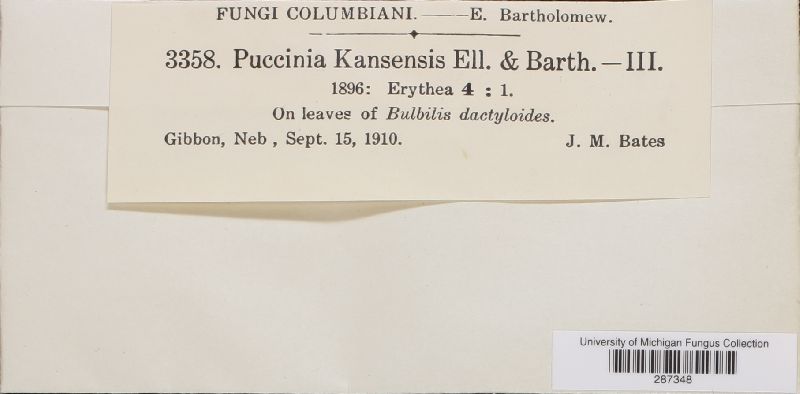 FUNGI COLUMBIANI.——E. Bartholomew.
3358. Puccinia Kansensis Ell. & Barth.—III.
1896: Erythea 4 : 1.
On leaves of Bulbilis dactyloides.
Gibbon, Neb , Sept. 15, 1910. J. M. Bates
University of Michigan Fungus Collection
287348